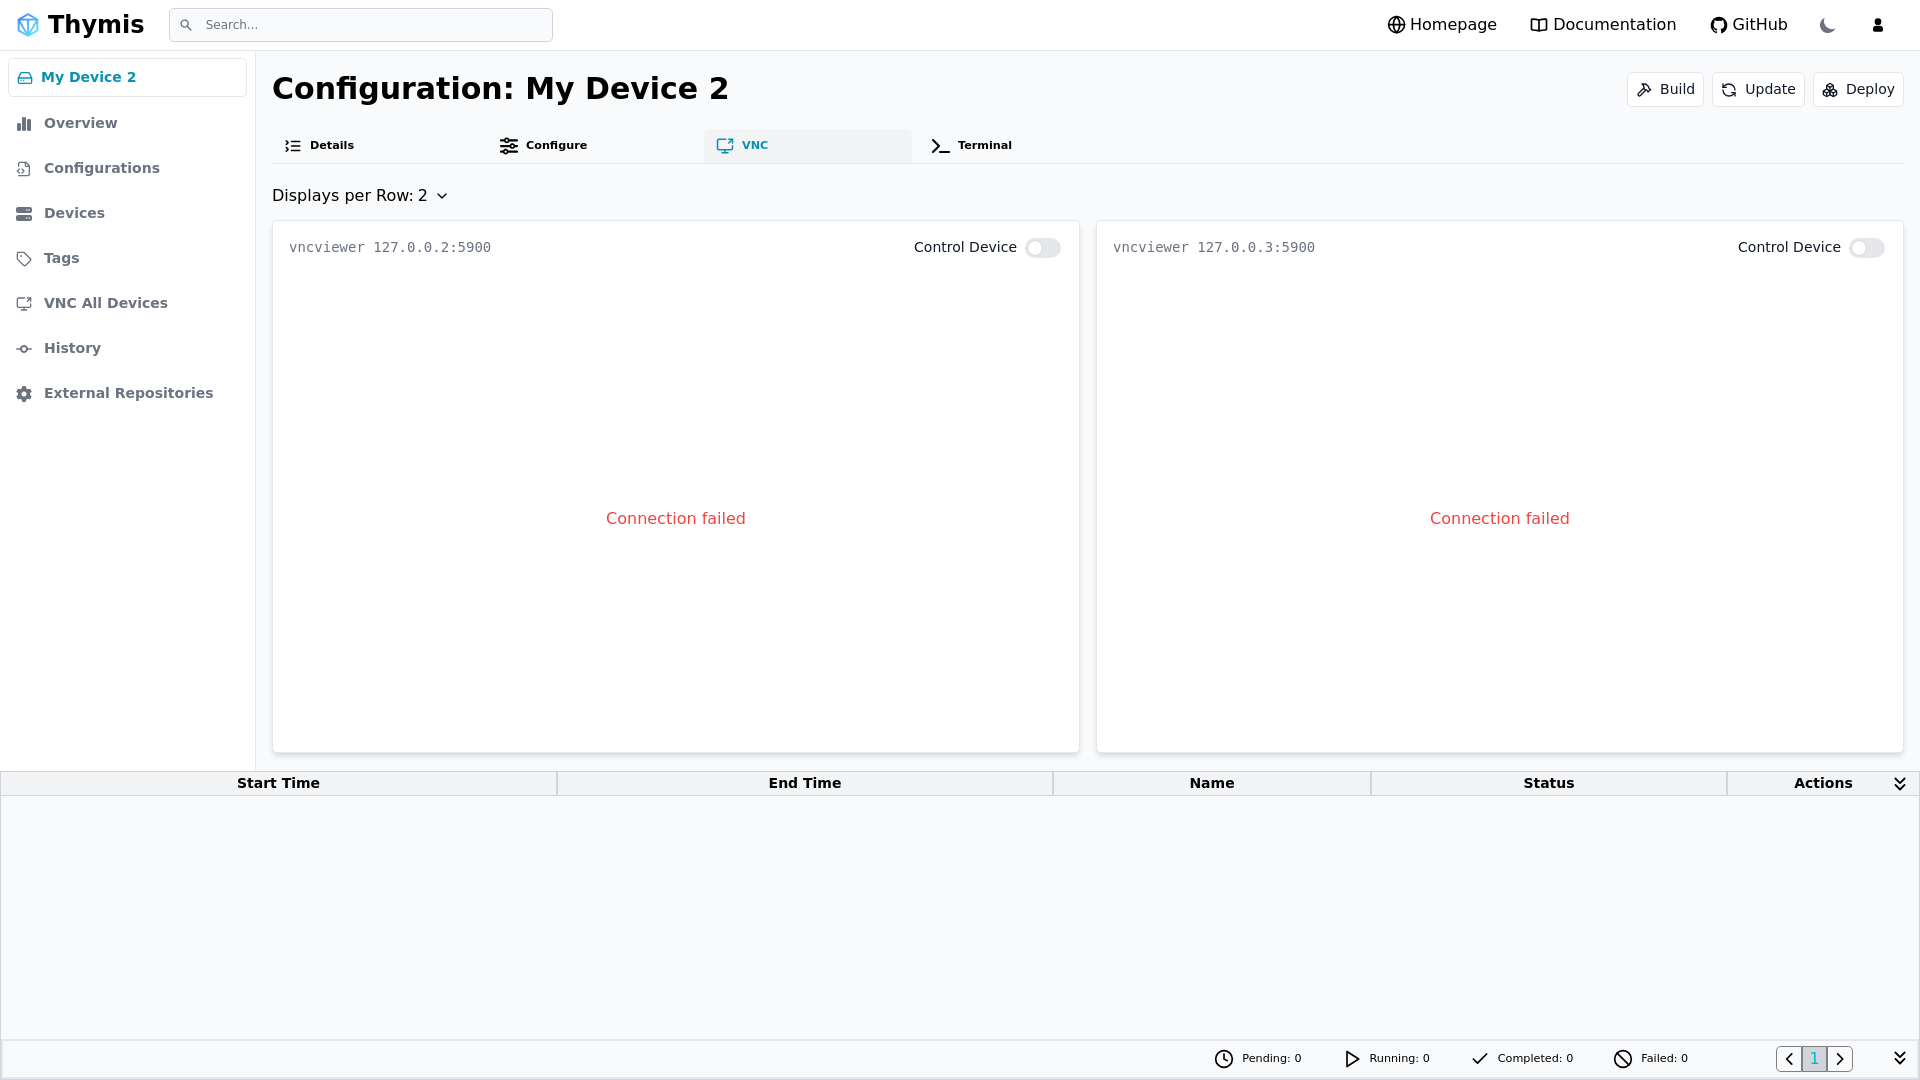 Thymis
Search...
Homepage
Documentation
GitHub
My Device 2
Overview
Configurations
Devices
Tags
VNC All Devices
History
External Repositories
Configuration: My Device 2
Build
Update
Deploy
Details
Configure
VNC
Terminal
Displays per Row: 2
vncviewer 127.0.0.2:5900
Control Device
Connection failed
vncviewer 127.0.0.3:5900
Control Device
Connection failed
Start Time
End Time
Name
Status
Actions
Pending: 0
Running: 0
Completed: 0
Failed: 0
1